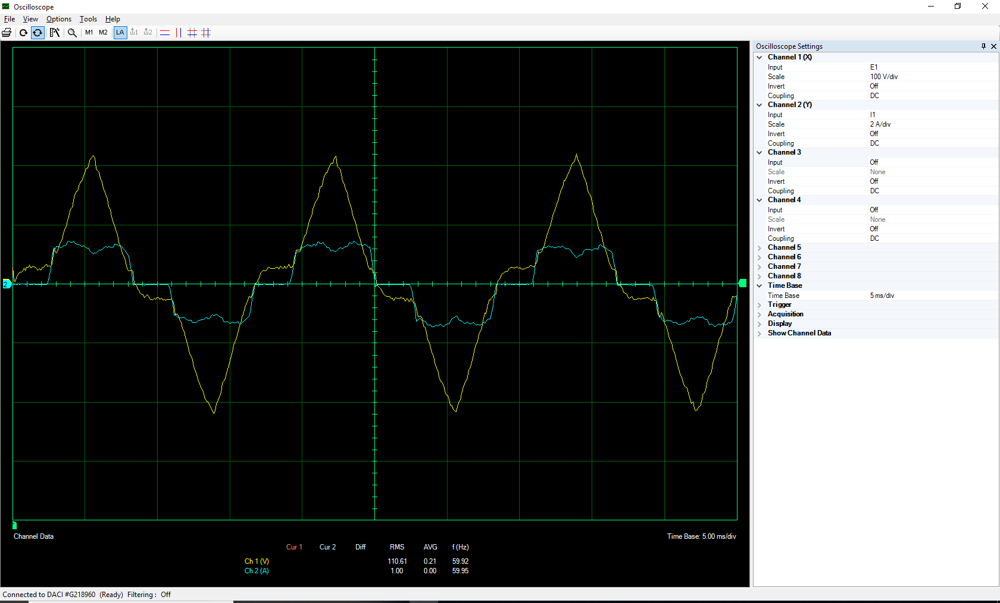 Oscilloscope
File View Options Tools Help
M1 M2 LA 1 2
Oscilloscope Settings
Channel 1 (X)
Input E1
Scale 100 V/div
Invert Off
Coupling DC
Channel 2 (Y)
Input I1
Scale 2 A/div
Invert Off
Coupling DC
Channel 3
Input Off
Scale None
Invert Off
Coupling DC
Channel 4
Input Off
Scale None
Invert Off
Coupling DC
Channel 5
Channel 6
Channel 7
Channel 8
Time Base
Time Base 5 ms/div
Trigger
Acquisition
Display
Show Channel Data
2
Channel Data Time Base: 5.00 ms/div
Cur 1 Cur 2 Diff RMS AVG f (Hz)
Ch 1 (V) 110.61 0.21 59.92
Ch 2 (A) 1.00 0.00 59.95
Connected to DACI #G218960 (Ready) Filtering : Off